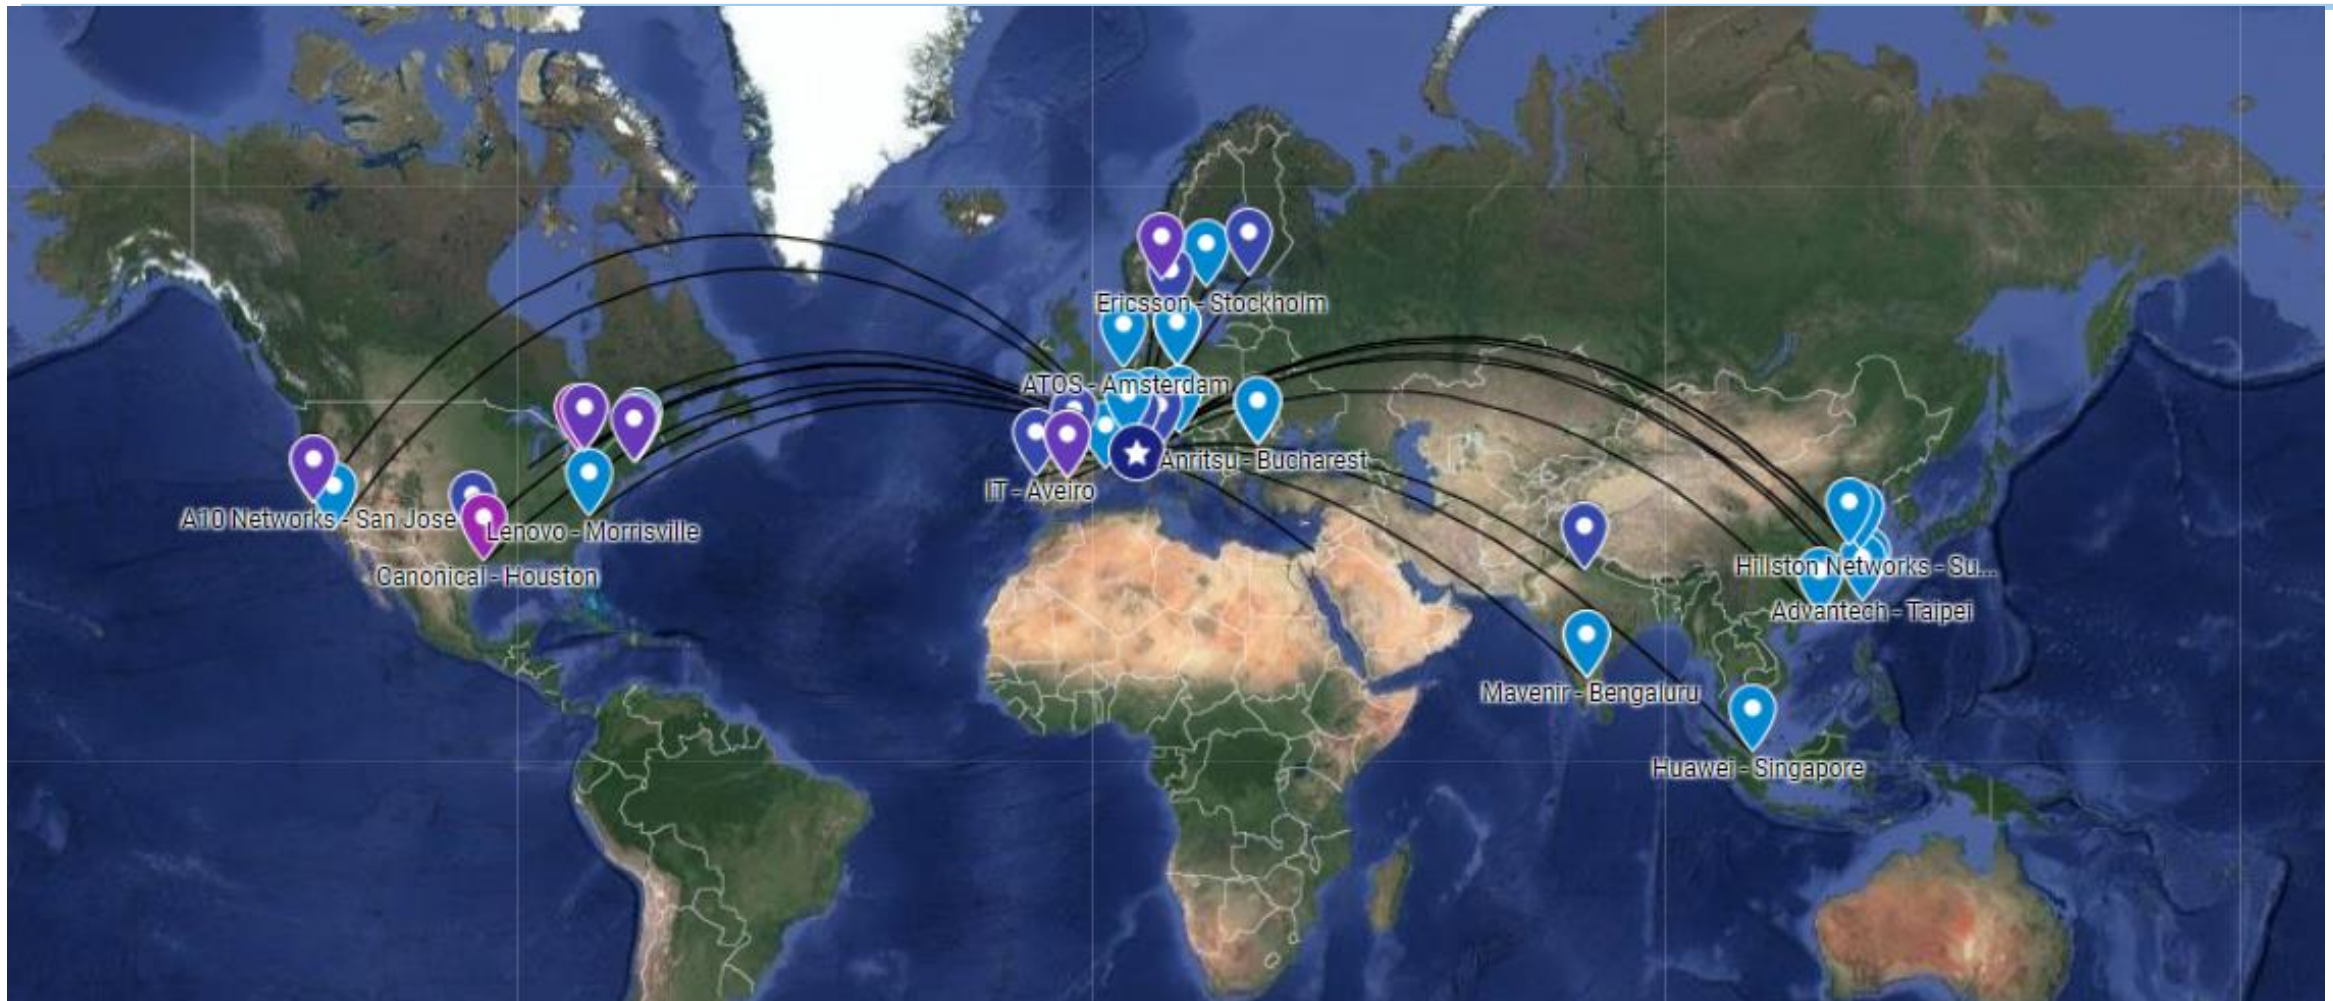 Ericsson - Stockholm
ATOS - Amsterdam
Anritsu - Bucharest
IT - Aveiro
A10 Networks - San Jose
Lenovo - Morrisville
Canonical - Houston
Hillston Networks - Su...
Advantech - Taipei
Mavenir - Bengaluru
Huawei - Singapore